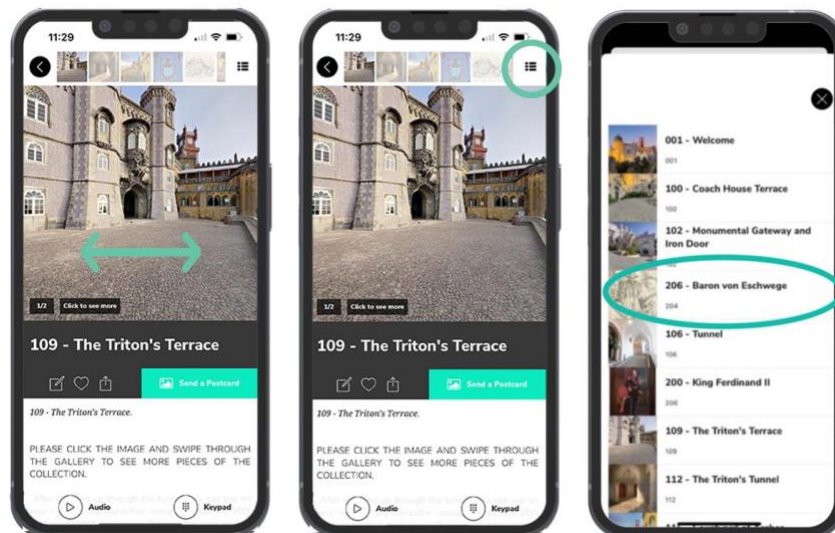 11:29
1/2 Click to see more
109 - The Triton's Terrace
Send a Postcard
109 - The Triton's Terrace.
PLEASE CLICK THE IMAGE AND SWIPE THROUGH
THE GALLERY TO SEE MORE PIECES OF THE
COLLECTION.
Audio
Keypad
11:29
1/2 Click to see more
109 - The Triton's Terrace
Send a Postcard
109 - The Triton's Terrace.
PLEASE CLICK THE IMAGE AND SWIPE THROUGH
THE GALLERY TO SEE MORE PIECES OF THE
COLLECTION.
Audio
Keypad
001 - Welcome
001
100 - Coach House Terrace
100
102 - Monumental Gateway and
Iron Door
206 - Baron von Eschwege
204
106 - Tunnel
106
200 - King Ferdinand II
206
109 - The Triton's Terrace
109
112 - The Triton's Tunnel
112